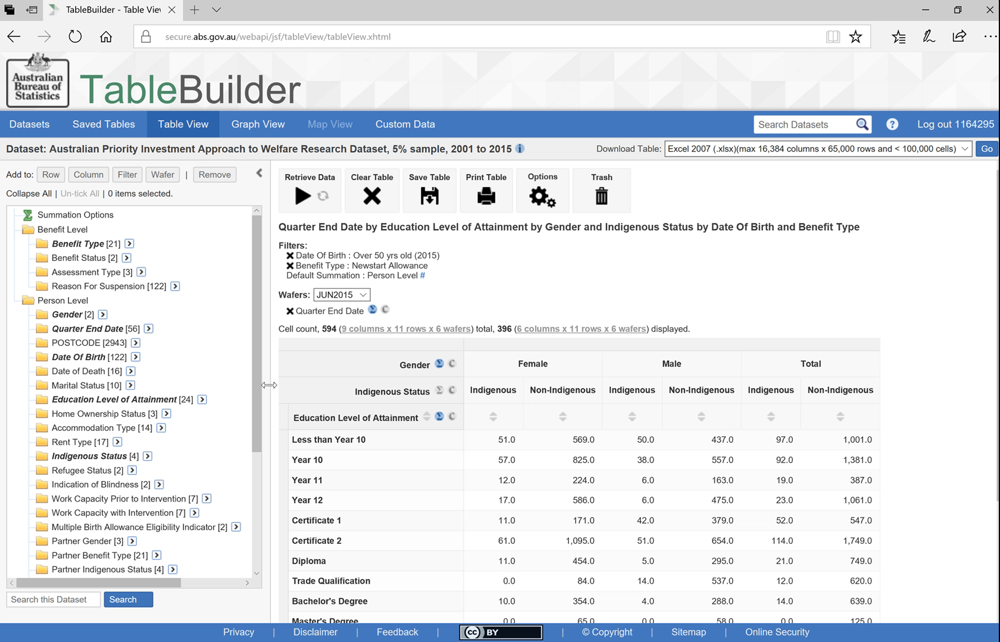 TableBuilder - Table Viev
secure.abs.gov.au/webapi/jsf/tableView/tableView.xhtml
Australian
Bureau of
Statistics
TableBuilder
Datasets Saved Tables Table View Graph View Map View Custom Data Search Datasets ? Log out 1164295
Dataset: Australian Priority Investment Approach to Welfare Research Dataset, 5% sample, 2001 to 2015 i Download Table: Excel 2007 (.xlsx)(max 16,384 columns x 65,000 rows and < 100,000 cells) Go
Add to: Row Column Filter Wafer | Remove
Collapse All | Un-tick All | 0 items selected.
Summation Options
Benefit Level
Benefit Type [21]
Benefit Status [2]
Assessment Type [3]
Reason For Suspension [122]
Person Level
Gender [2]
Quarter End Date [56]
POSTCODE [2943]
Date Of Birth [122]
Date of Death [16]
Marital Status [10]
Education Level of Attainment [24]
Home Ownership Status [3]
Accommodation Type [14]
Rent Type [17]
Indigenous Status [4]
Refugee Status [2]
Indication of Blindness [2]
Work Capacity Prior to Intervention [7]
Work Capacity with Intervention [7]
Multiple Birth Allowance Eligibility Indicator [2]
Partner Gender [3]
Partner Benefit Type [21]
Partner Indigenous Status [4]
Search this Dataset Search
Retrieve Data Clear Table Save Table Print Table Options Trash
Quarter End Date by Education Level of Attainment by Gender and Indigenous Status by Date Of Birth and Benefit Type
Filters:
Date Of Birth : Over 50 yrs old (2015)
Benefit Type : Newstart Allowance
Default Summation : Person Level #
Wafers: JUN2015
Quarter End Date Σ C
Cell count, 594 (9 columns x 11 rows x 6 wafers) total, 396 (6 columns x 11 rows x 6 wafers) displayed.
Gender Σ C Female Male Total
Indigenous Status Σ C Indigenous Non-Indigenous Indigenous Non-Indigenous Indigenous Non-Indigenous
Education Level of Attainment Σ C
Less than Year 10 51.0 569.0 50.0 437.0 97.0 1,001.0
Year 10 57.0 825.0 38.0 557.0 92.0 1,381.0
Year 11 12.0 224.0 6.0 163.0 19.0 387.0
Year 12 17.0 586.0 6.0 475.0 23.0 1,061.0
Certificate 1 11.0 171.0 42.0 379.0 52.0 547.0
Certificate 2 61.0 1,095.0 51.0 654.0 114.0 1,749.0
Diploma 11.0 454.0 5.0 295.0 21.0 749.0
Trade Qualification 0.0 84.0 14.0 537.0 12.0 620.0
Bachelor's Degree 10.0 354.0 4.0 288.0 14.0 639.0
Master's Degree 0.0 65.0 0.0 58.0 0.0 125.0
Privacy | Disclaimer | Feedback | cc BY | © Copyright | Sitemap | Online Security